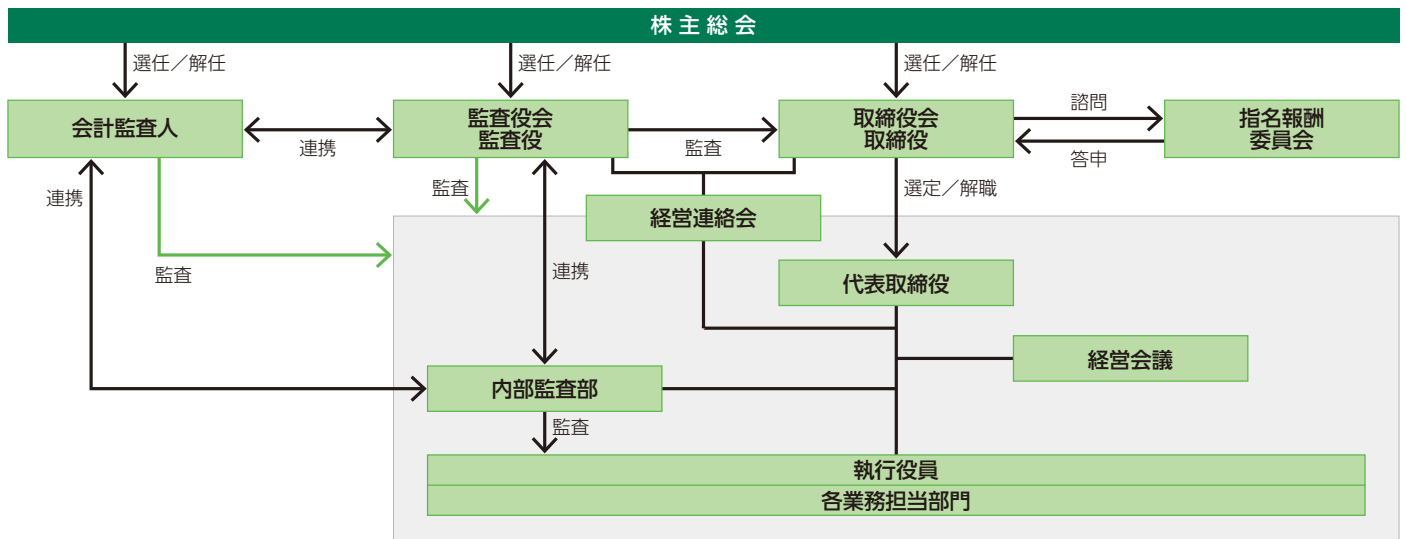 株主総会
選任／解任
選任／解任
選任／解任
会計監査人
連携
監査役会
監査役
監査
取締役会
取締役
諮問
答申
指名報酬
委員会
連携
監査
選定／解職
経営連絡会
監査
連携
代表取締役
経営会議
内部監査部
監査
執行役員
各業務担当部門